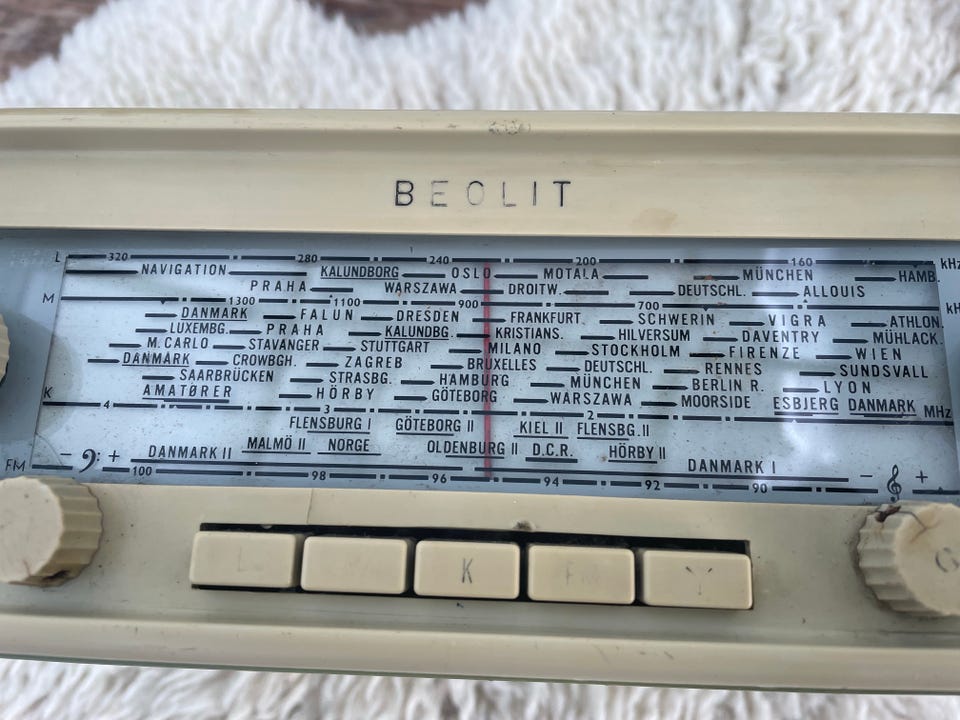 BEOLIT
L 320 280 240 200 160 kHz
NAVIGATION KALUNDBORG OSLO MOTALA MÜNCHEN HAMB.
PRAHA WARSZAWA DROITW. DEUTSCHL. ALLOUIS
M 1300 1100 900 700 kH
DANMARK FALUN DRESDEN FRANKFURT SCHWERIN VIGRA ATHLON.
LUXEMBG. PRAHA KALUNDBG. KRISTIANS. HILVERSUM DAVENTRY MÜHLACK.
M.CARLO STAVANGER STUTTGART MILANO STOCKHOLM FIRENZE WIEN
DANMARK CROWBGH. ZAGREB BRUXELLES DEUTSCHL. RENNES SUNDSVALL
SAARBRÜCKEN STRASBG. HAMBURG MÜNCHEN BERLIN R. LYON
AMATØRER HÖRBY GÖTEBORG WARSZAWA MOORSIDE ESBJERG DANMARK
K 4 3 2 MHz
FLENSBURG I GÖTEBORG II KIEL II FLENSBG. II
DANMARK II MALMÖ II NORGE OLDENBURG II D.C.R. HÖRBY II DANMARK I
FM - + 100 98 96 94 92 90 - +
L K FM Y